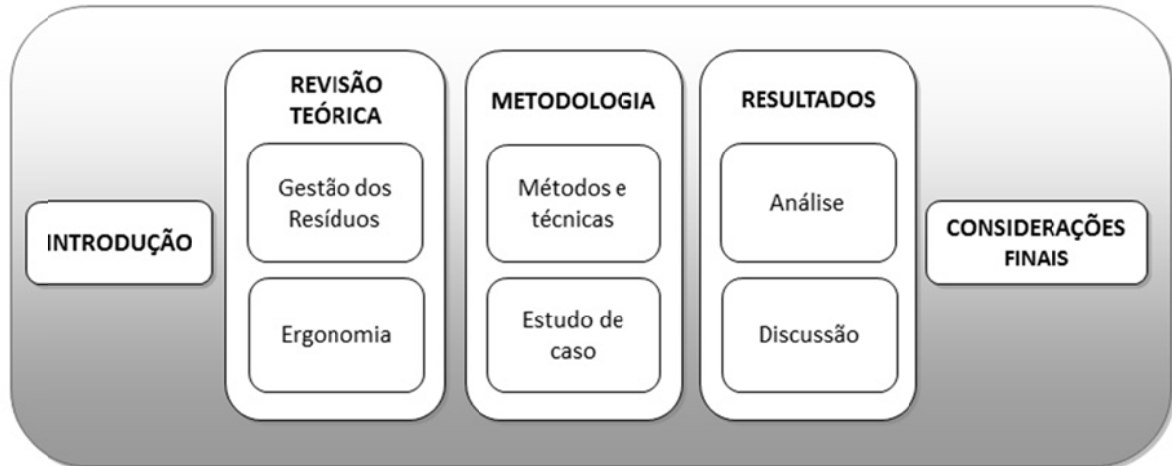 INTRODUÇÃO
REVISÃO
TEÓRICA
Gestão dos
Resíduos
Ergonomia
METODOLOGIA
Métodos e
técnicas
Estudo de
caso
RESULTADOS
Análise
Discussão
CONSIDERAÇÕES
FINAIS